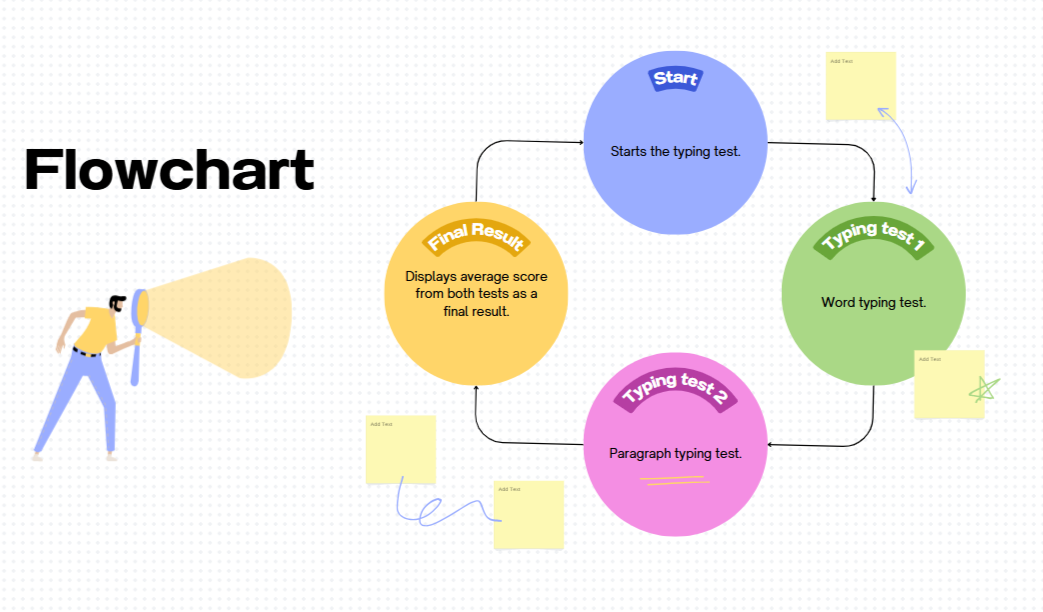 Flowchart
Start
Starts the typing test.
Add Text
Typing test 1
Word typing test.
Add Text
Typing test 2
Paragraph typing test.
Add Text
Add Text
Final Result
Displays average score
from both tests as a
final result.